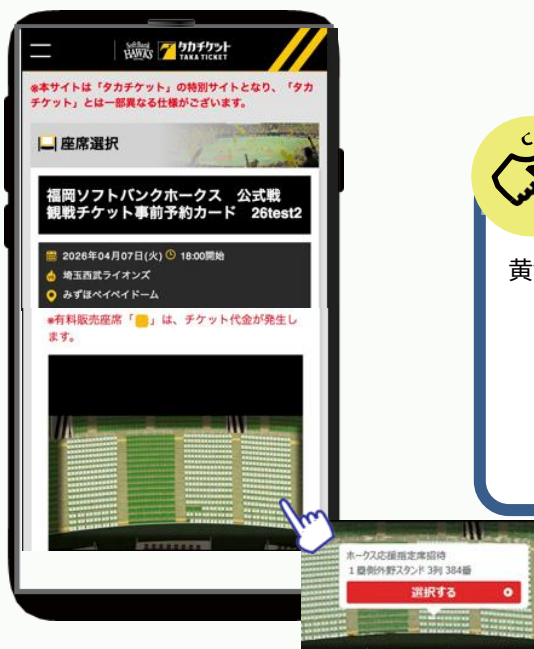 SoftBank HAWKS タカチケット TAKA TICKET
※本サイトは「タカチケット」の特別サイトとなり、「タカ
チケット」とは一部異なる仕様がございます。
座席選択
福岡ソフトバンクホークス 公式戦
観戦チケット事前予約カード 26test2
2026年04月07日(火) 18:00開始
埼玉西武ライオンズ
みずほペイペイドーム
※有料販売座席「」は、チケット代金が発生し
ます。
ホークス応援指定席招待
1塁側外野スタンド 3列 384番
選択する
黄